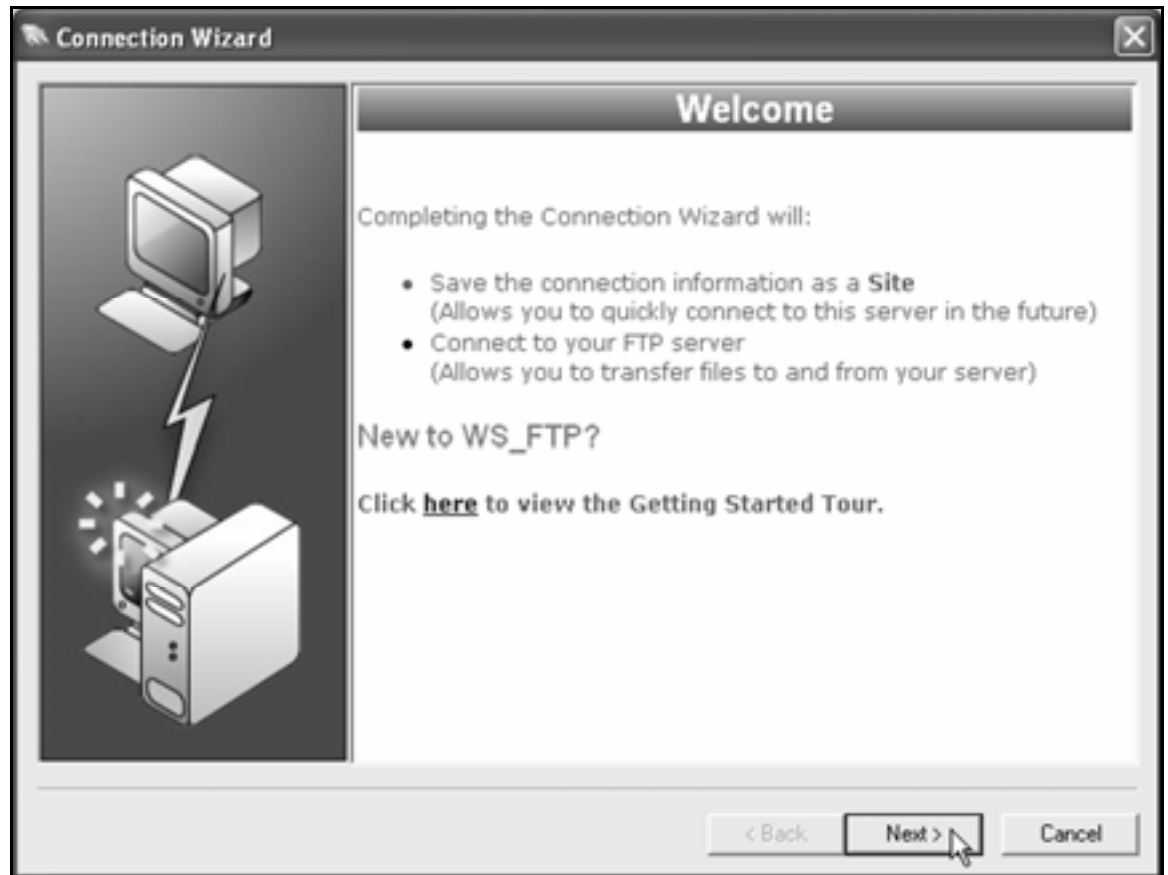 Connection Wizard
Welcome
Completing the Connection Wizard will:
• Save the connection information as a Site
(Allows you to quickly connect to this server in the future)
• Connect to your FTP server
(Allows you to transfer files to and from your server)
New to WS_FTP?
Click here to view the Getting Started Tour.
< Back Next > Cancel